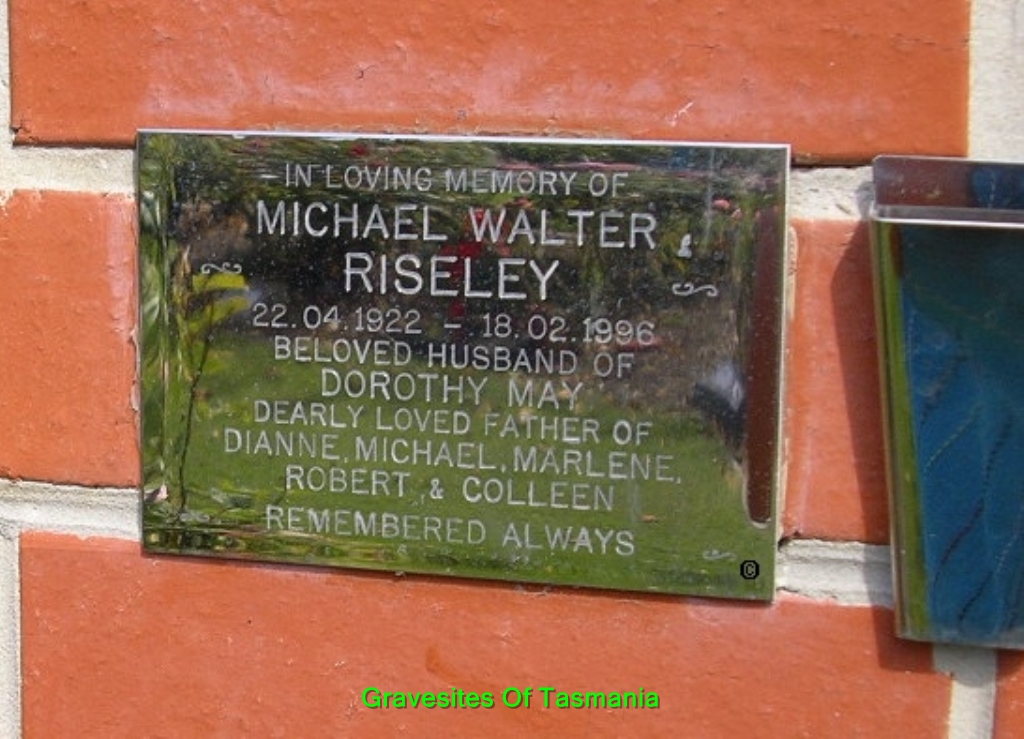 IN LOVING MEMORY OF
MICHAEL WALTER
RISELEY
22.04.1922 - 18.02.1996
BELOVED HUSBAND OF
DOROTHY MAY
DEARLY LOVED FATHER OF
DIANNE, MICHAEL, MARLENE,
ROBERT & COLLEEN
REMEMBERED ALWAYS
©
Gravesites Of Tasmania